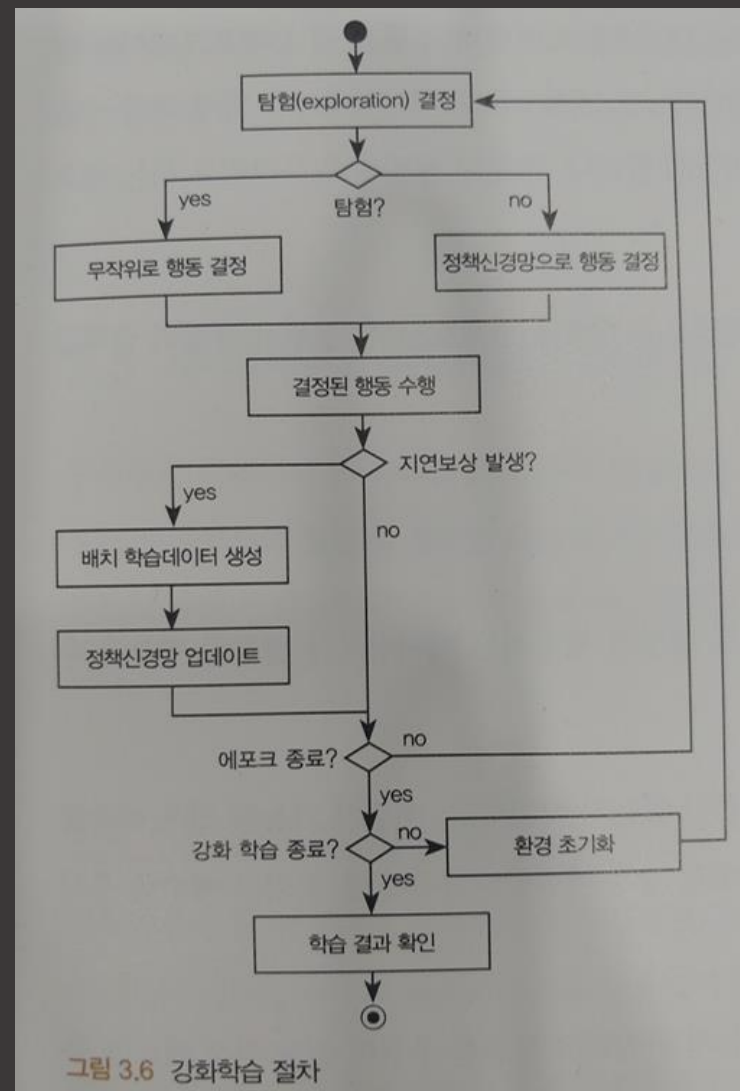 탐험(exploration) 결정
탐험?
yes
no
무작위로 행동 결정
정책신경망으로 행동 결정
결정된 행동 수행
지연보상 발생?
yes
no
배치 학습데이터 생성
정책신경망 업데이트
에포크 종료?
no
yes
강화 학습 종료?
no
환경 초기화
yes
학습 결과 확인
그림 3.6 강화학습 절차